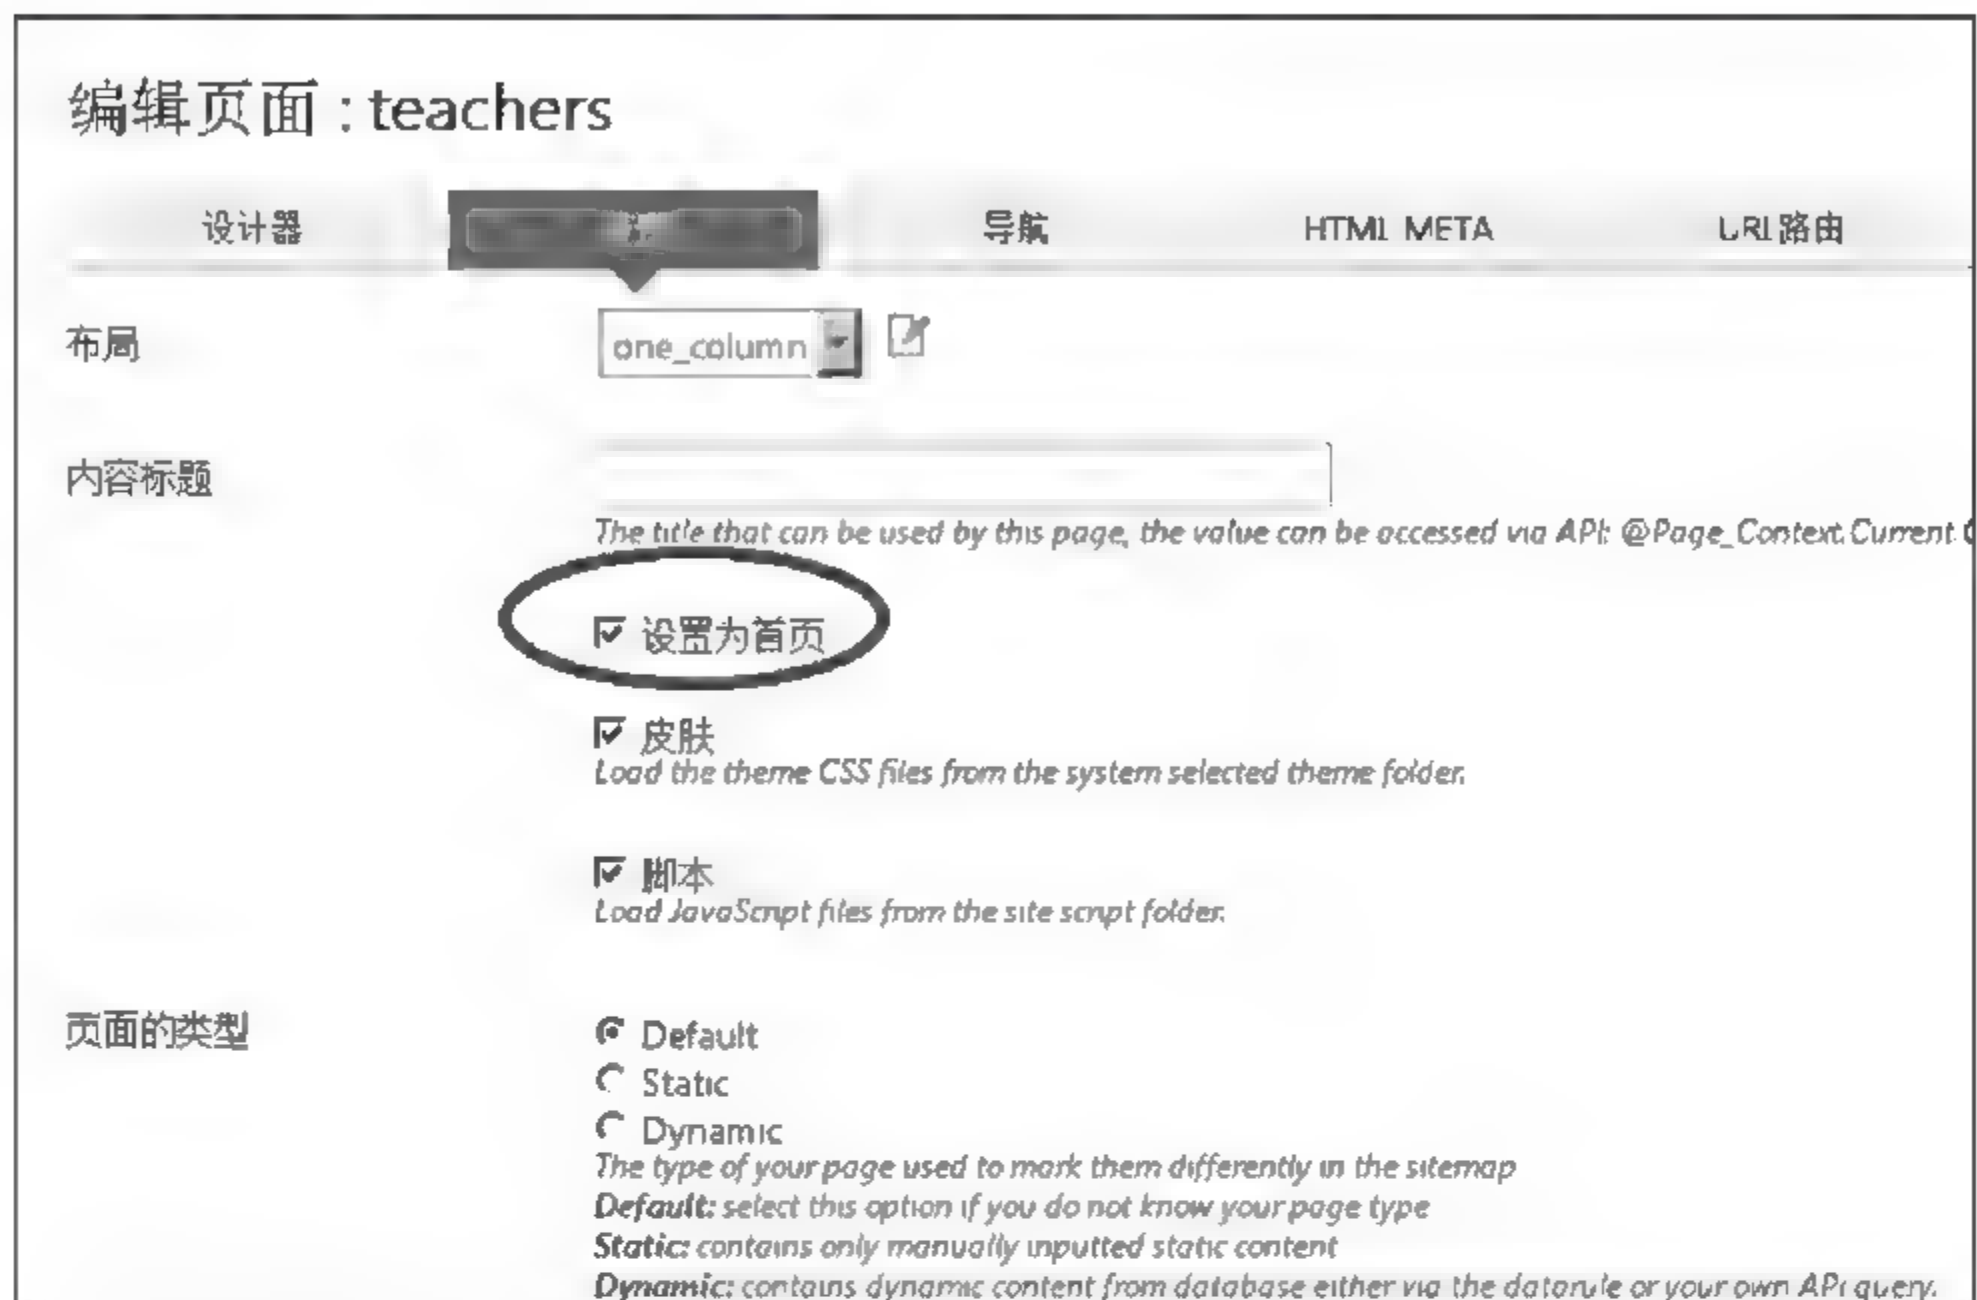 编辑页面 : teachers
设计器 导航 HTML META URL路由
布局 one_column
内容标题
The title that can be used by this page, the value can be accessed via API: @Page_Context.Current.
设置为首页
皮肤
Load the theme CSS files from the system selected theme folder.
脚本
Load JavaScript files from the site script folder.
页面的类型 Default
Static
Dynamic
The type of your page used to mark them differently in the sitemap
Default: select this option if you do not know your page type
Static: contains only manually inputted static content
Dynamic: contains dynamic content from database either via the datarule or your own API query.